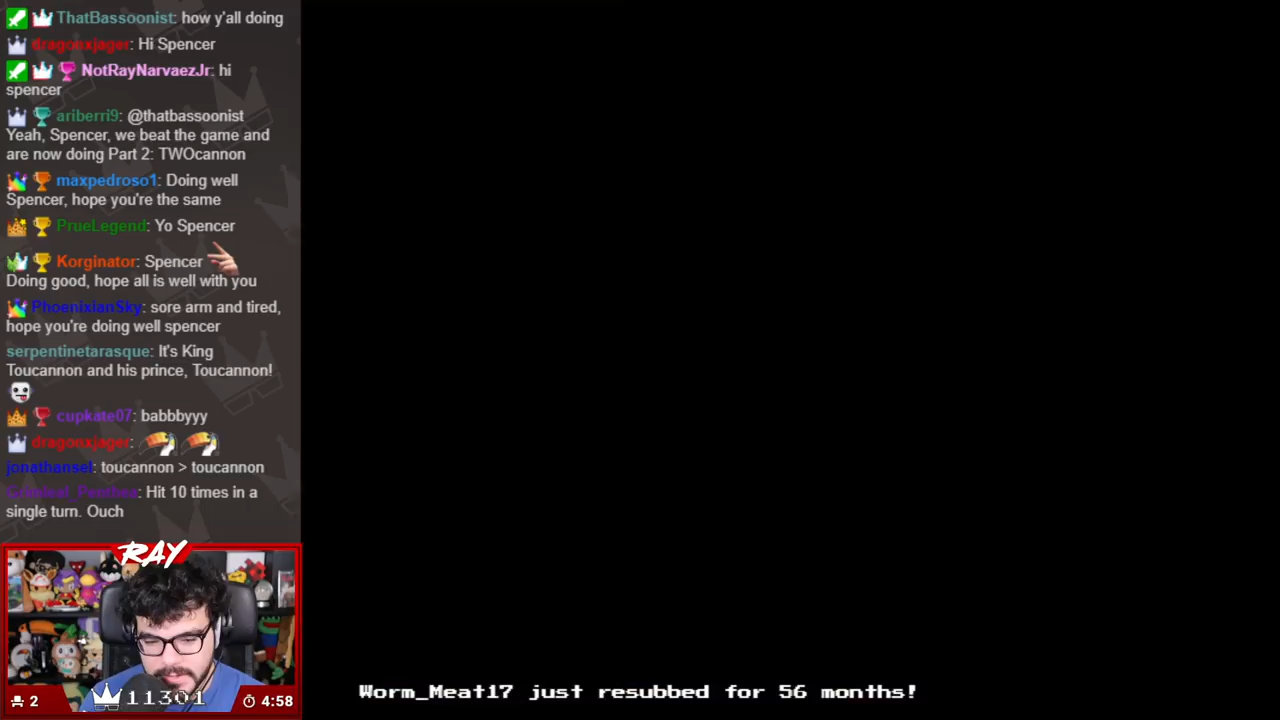 ThatBassoonist: how y'all doing
dragonxjager: Hi Spencer
NotRayNarvaezJr: hi
spencer
ariberri9: @thatbassoonist
Yeah, Spencer, we beat the game and
are now doing Part 2: TWOcannon
maxpedroso1: Doing well
Spencer, hope you're the same
PrueLegend: Yo Spencer
Korginator: Spencer
Doing good, hope all is well with you
PhoenixianSky: sore arm and tired,
hope you're doing well spencer
serpentinetarasque: It's King
Toucannon and his prince, Toucannon!
cupkate07: babbbyyy
dragonxjager:
jonathansel: toucannon > toucannon
: Hit 10 times in a
single turn. Ouch
RAY
2
11301
4:58
Worm_Meat17 just resubbed for 56 months!